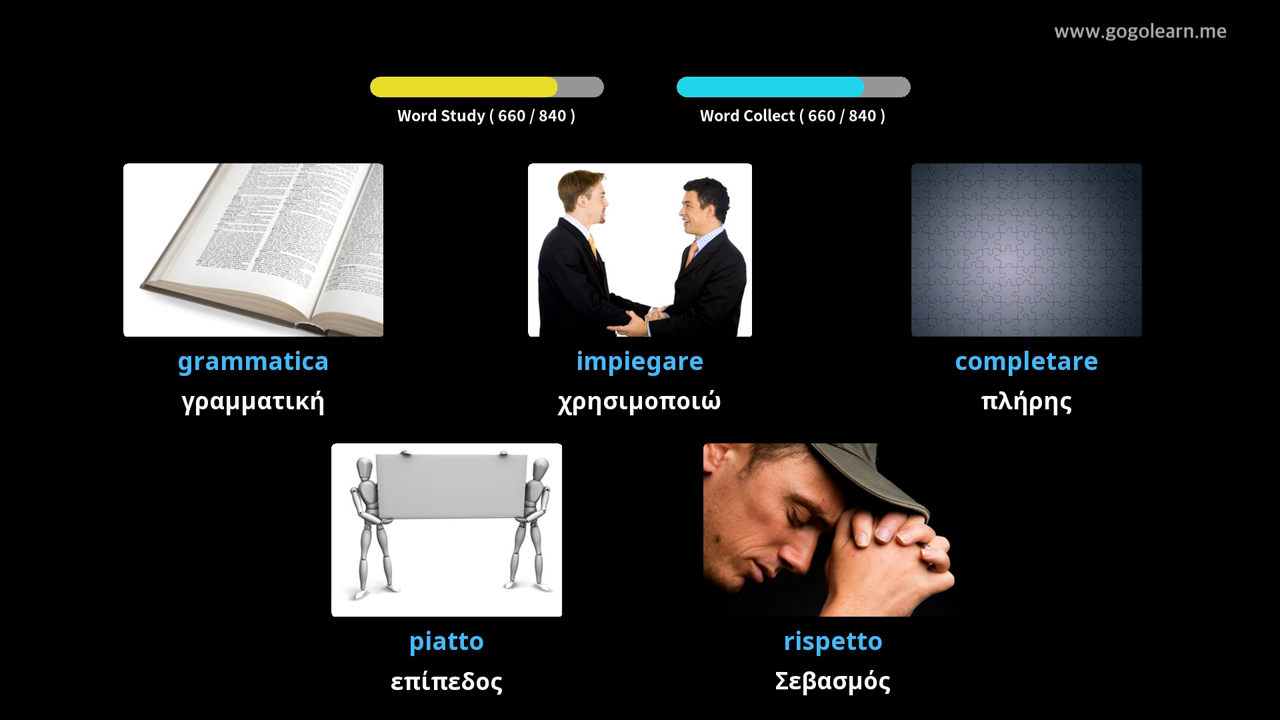 www.gogolearn.me
Word Study ( 660 / 840 )
Word Collect ( 660 / 840 )
grammatica
γραμματική
impiegare
χρησιμοποιώ
completare
πλήρης
piatto
επίπεδος
rispetto
Σεβασμός